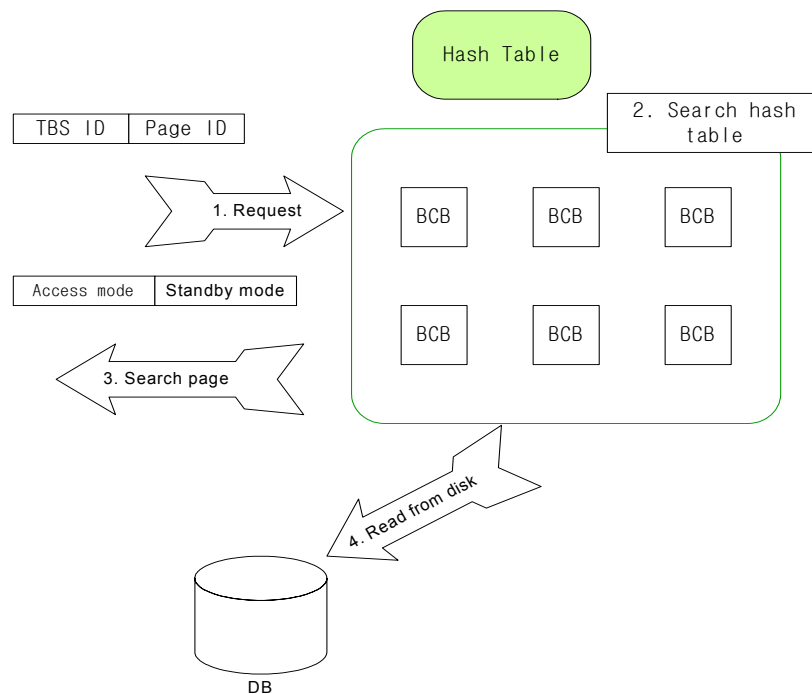 Hash Table
2. Search hash
table
TBS ID Page ID
1. Request
BCB BCB BCB
Access mode Standby mode
BCB BCB BCB
3. Search page
4. Read from disk
DB